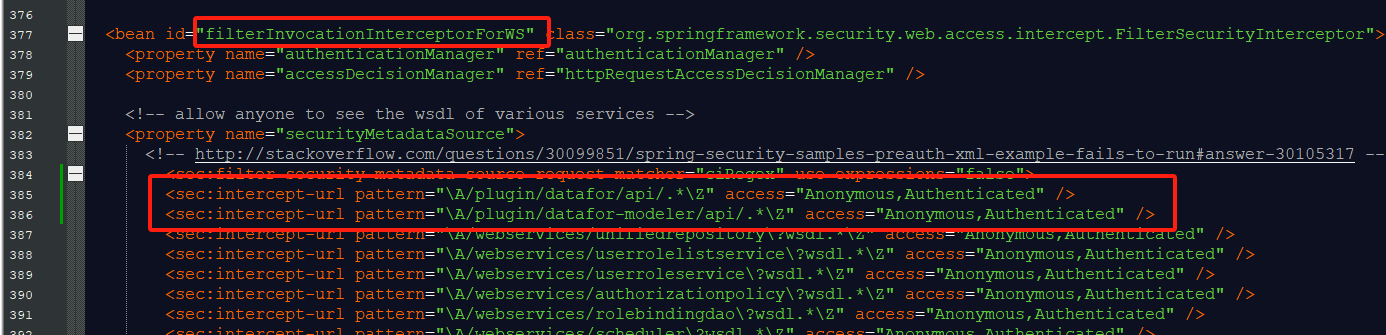 376
377 <bean id="filterInvocationInterceptorForWS" class="org.springframework.security.web.access.intercept.FilterSecurityInterceptor">
378 <property name="authenticationManager" ref="authenticationManager" />
379 <property name="accessDecisionManager" ref="httpRequestAccessDecisionManager" />
380
381 <!-- allow anyone to see the wsdl of various services -->
382 <property name="securityMetadataSource">
383 <!-- http://stackoverflow.com/questions/30099851/spring-security-samples-preauth-xml-example-fails-to-run#answer-30105317 --
384 <sec:filter-security-metadata-source request-matcher="ciRegex" use-expressions="false">
385 <sec:intercept-url pattern="\A/plugin/datafor/api/.*\Z" access="Anonymous,Authenticated" />
386 <sec:intercept-url pattern="\A/plugin/datafor-modeler/api/.*\Z" access="Anonymous,Authenticated" />
387 <sec:intercept-url pattern="\A/webservices/unifiedrepository\?wsdl.*\Z" access="Anonymous,Authenticated" />
388 <sec:intercept-url pattern="\A/webservices/userrolelistservice\?wsdl.*\Z" access="Anonymous,Authenticated" />
389 <sec:intercept-url pattern="\A/webservices/userroleservice\?wsdl.*\Z" access="Anonymous,Authenticated" />
390 <sec:intercept-url pattern="\A/webservices/authorizationpolicy\?wsdl.*\Z" access="Anonymous,Authenticated" />
391 <sec:intercept-url pattern="\A/webservices/rolebindingdao\?wsdl.*\Z" access="Anonymous,Authenticated" />
392 <sec:intercept-url pattern="\A/webservices/scheduler\?wsdl.*\Z" access="Anonymous,Authenticated" />